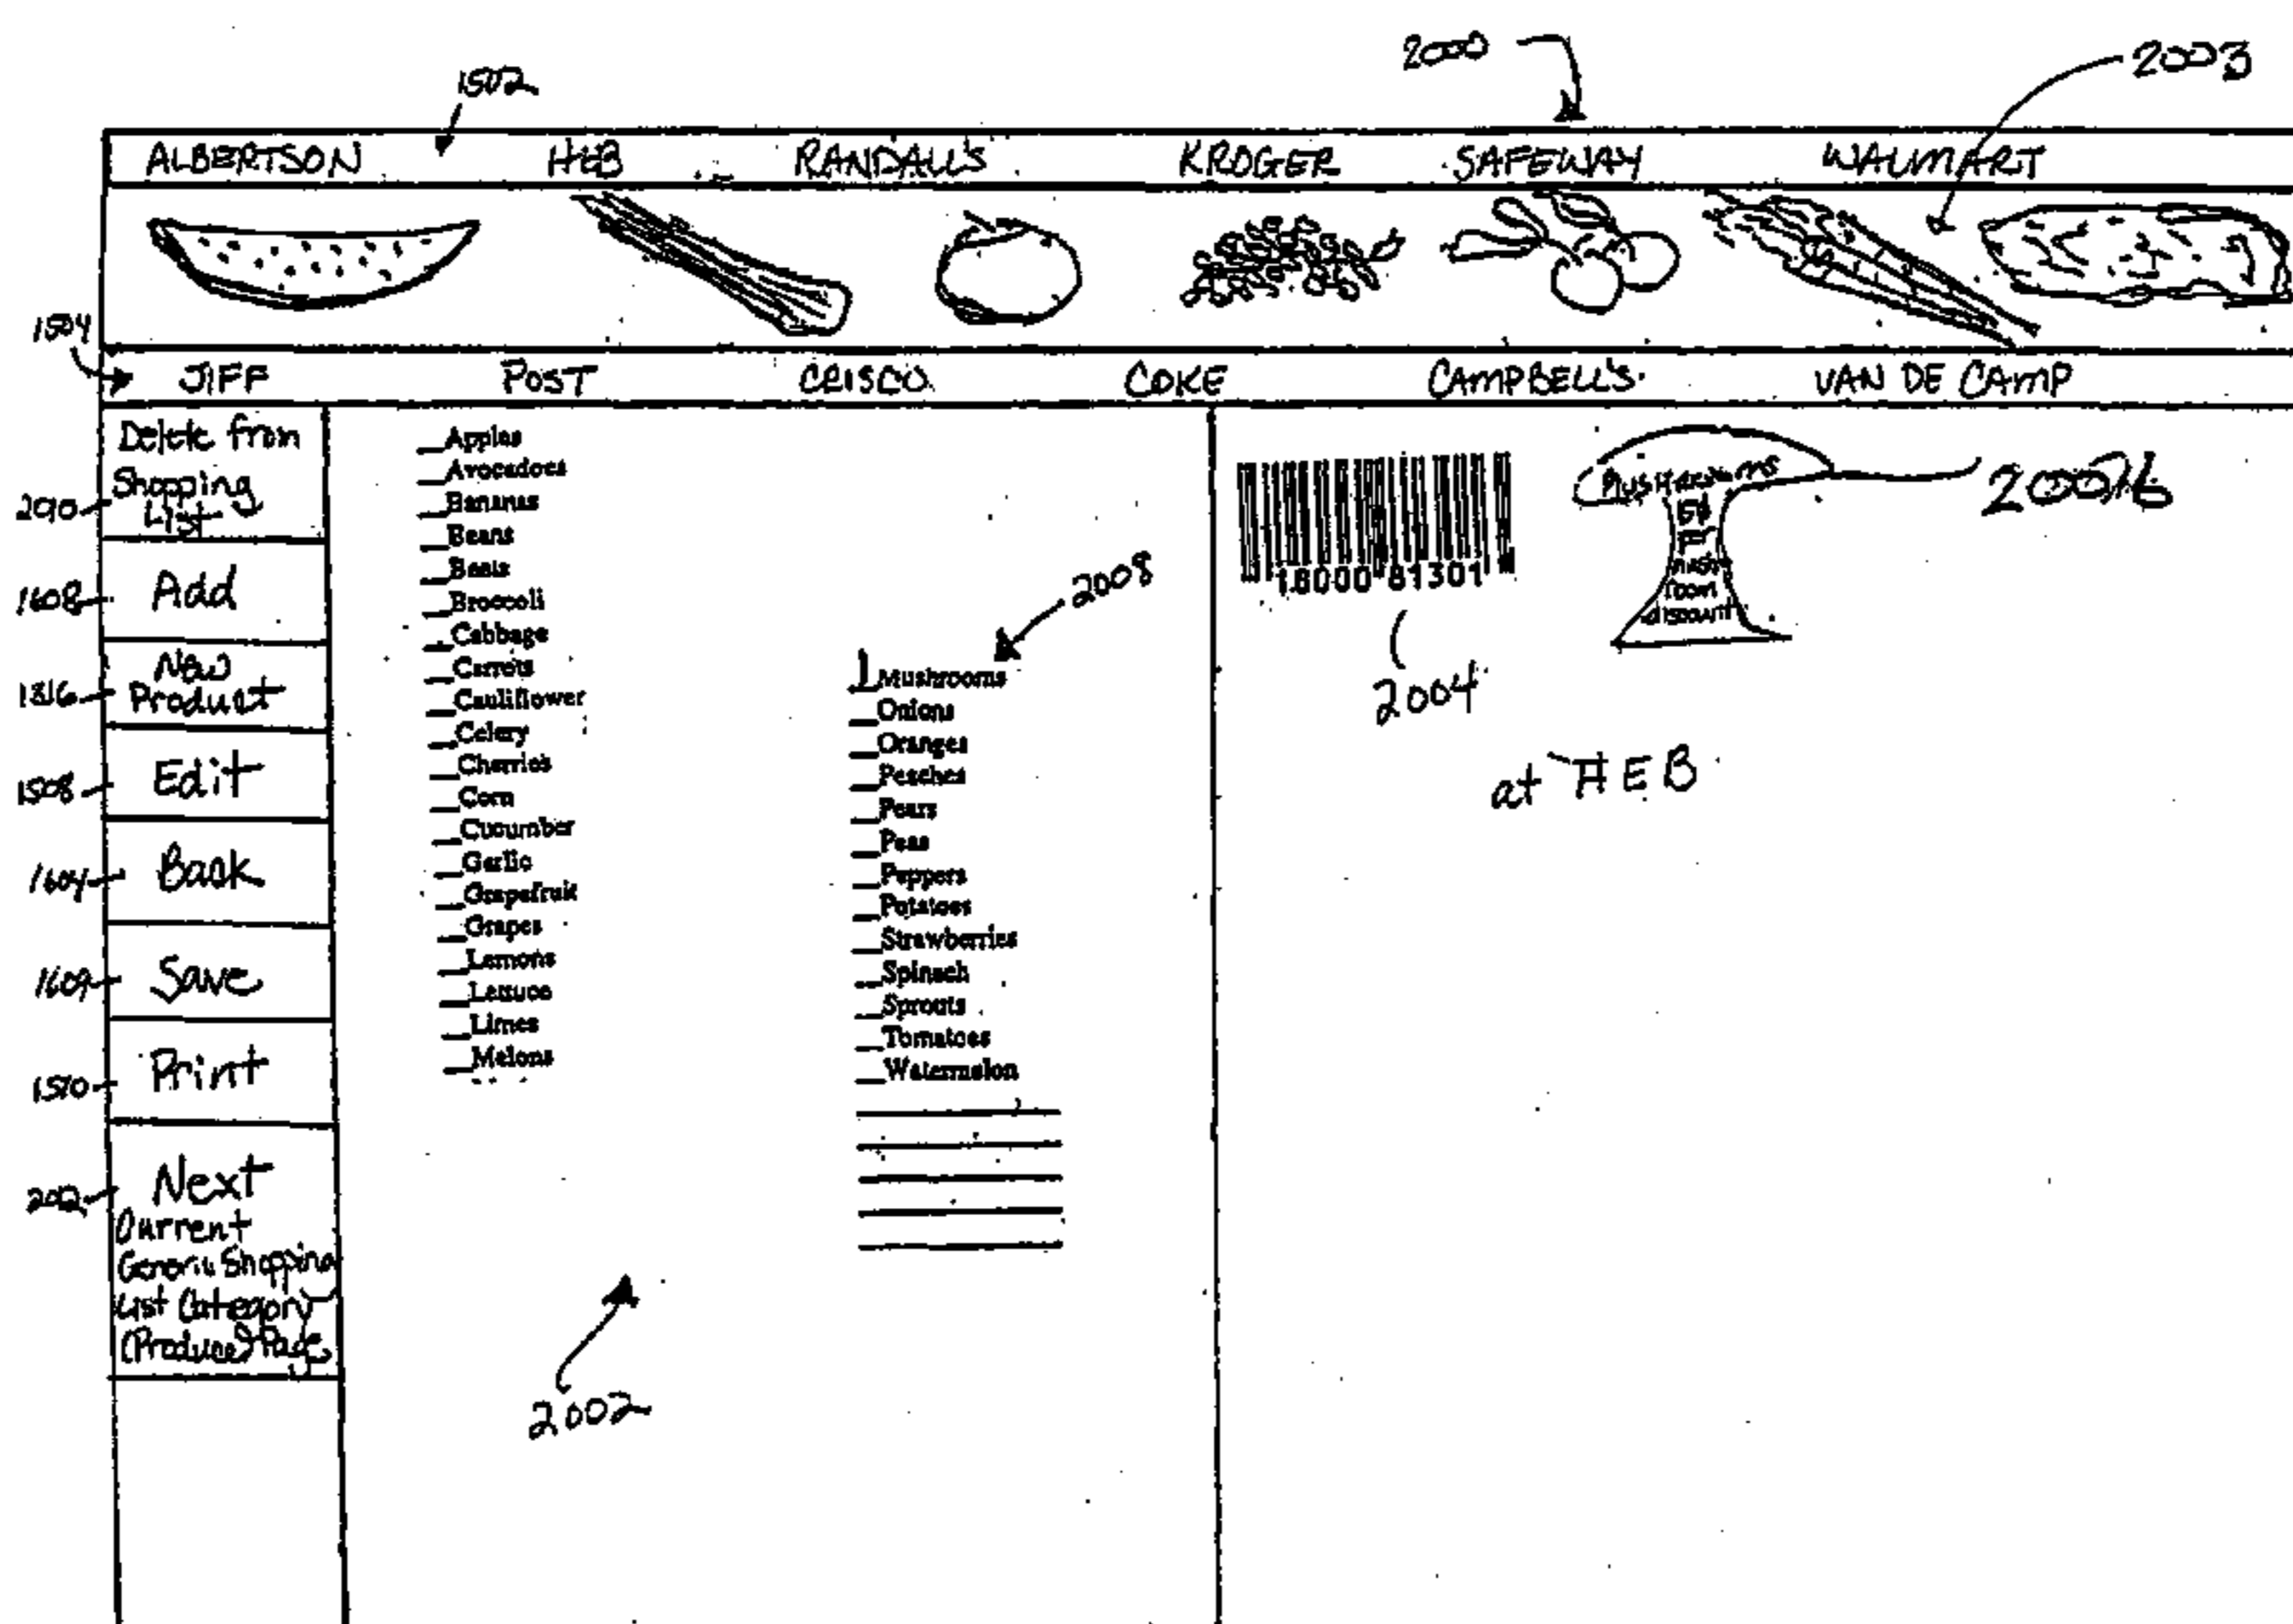 2000
2003
1502
ALBERTSON HEB RANDALL'S KROGER SAFEWAY WALMART
1504
JIFF POST CRISCO COKE CAMPBELL'S VAN DE CAMP
Delete from
Shopping
List
2010
Add
1608
New
Product
1816
Edit
1508
Back
1604
Save
1609
Print
1510
Next
2012
Current
Generic Shopping
List Category
(Produce) Page
Apples
Avocadoes
Bananas
Beans
Beets
Broccoli
Cabbage
Carrots
Cauliflower
Celery
Cherries
Corn
Cucumber
Garlic
Grapefruit
Grapes
Lemons
Lettuce
Limes
Melons
2008
1 Mushrooms
Onions
Oranges
Peaches
Pears
Peas
Peppers
Potatoes
Strawberries
Spinach
Sprouts
Tomatoes
Watermelon
2002
18000 81301
2004
Mushrooms
5¢
discount
at HEB